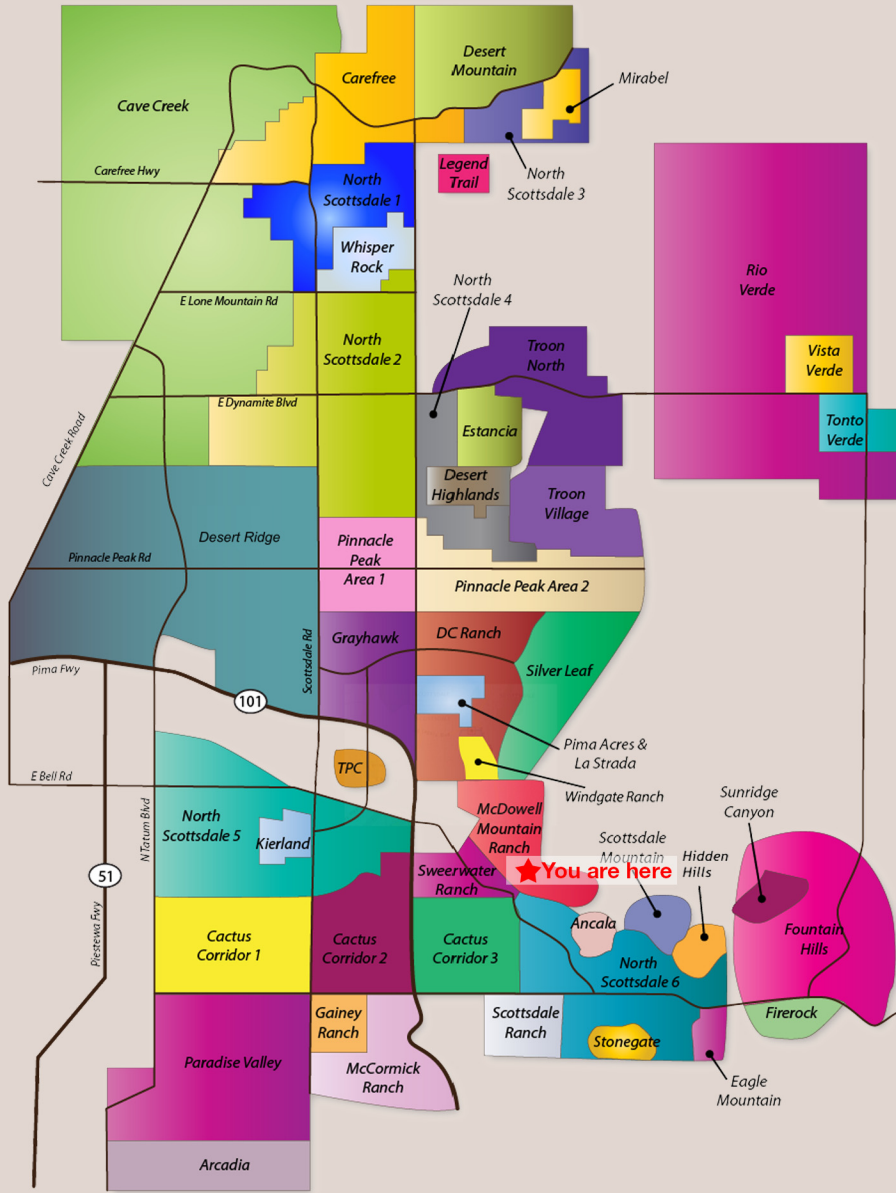 Carefree
Desert
Mountain
Cave Creek
Mirabel
Carefree Hwy
Legend
Trail
North
Scottsdale 3
North
Scottsdale 1
Whisper
Rock
Rio
Verde
E Lone Mountain Rd
North
Scottsdale 4
North
Scottsdale 2
Troon
North
Vista
Verde
E Dynamite Blvd
Estancia
Tonto
Verde
Cave Creek Road
Desert
Highlands
Troon
Village
Desert Ridge
Pinnacle
Peak
Area 1
Pinnacle Peak Rd
Pinnacle Peak Area 2
Scottsdale Rd
Grayhawk
DC Ranch
Silver Leaf
Pima Fwy
101
Pima Acres &
La Strada
TPC
E Bell Rd
Windgate Ranch
N Tatum Blvd
North
Scottsdale 5
Kierland
McDowell
Mountain
Ranch
Sunridge
Canyon
Scottsdale
Mountain
Hidden
Hills
Sweerwater
Ranch
You are here
51
Piestewa Fwy
Cactus
Corridor 1
Cactus
Corridor 2
Cactus
Corridor 3
Ancala
Fountain
Hills
North
Scottsdale 6
Gainey
Ranch
Scottsdale
Ranch
Firerock
Stonegate
Paradise Valley
McCormick
Ranch
Eagle
Mountain
Arcadia